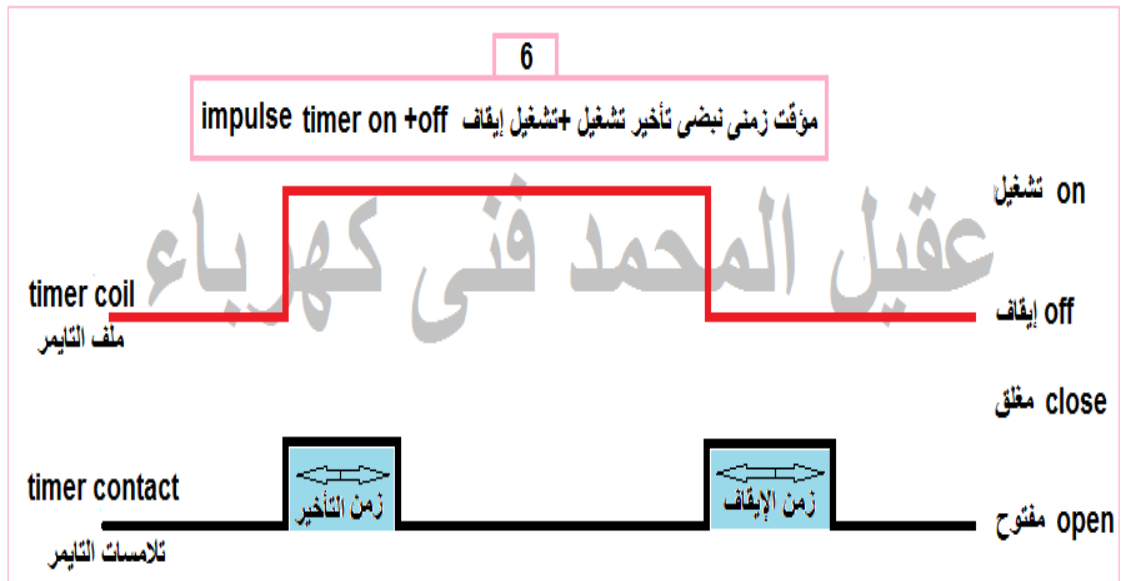 6
مؤقت زمنى نبضى تأخير تشغيل +تشغيل إيقاف impulse timer on +off
on تشغيل
عقيل المحمد فنى كهرباء
timer coil
ملف التايمر
off إيقاف
close مغلق
timer contact
تلامسات التايمر
زمن التأخير
زمن الإيقاف
open مفتوح